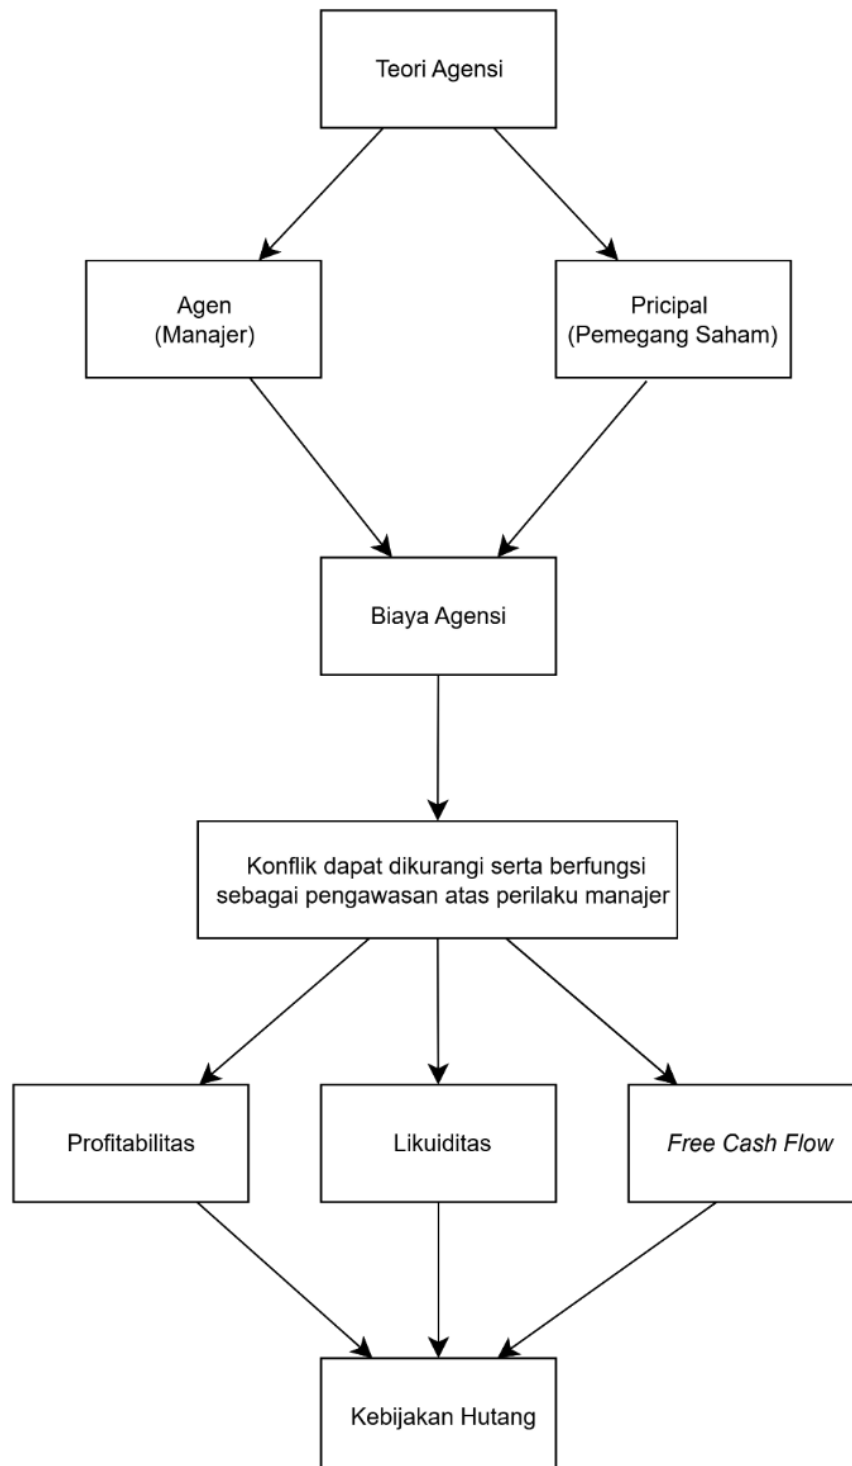 Teori Agensi
Agen
(Manajer)
Pricipal
(Pemegang Saham)
Biaya Agensi
Konflik dapat dikurangi serta berfungsi
sebagai pengawasan atas perilaku manajer
Profitabilitas
Likuiditas
Free Cash Flow
Kebijakan Hutang